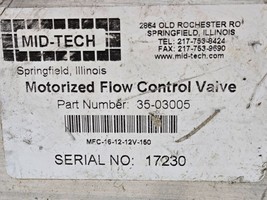 MID-TECH
Springfield, Illinois
2864 OLD ROCHESTER RD
SPRINGFIELD, ILLINOIS
TEL: 217-753-8424
FAX: 217-753-9690
www.mid-tech.com
Motorized Flow Control Valve
Part Number: 35-03005
MFC-16-12-12V-150
SERIAL NO: 17230